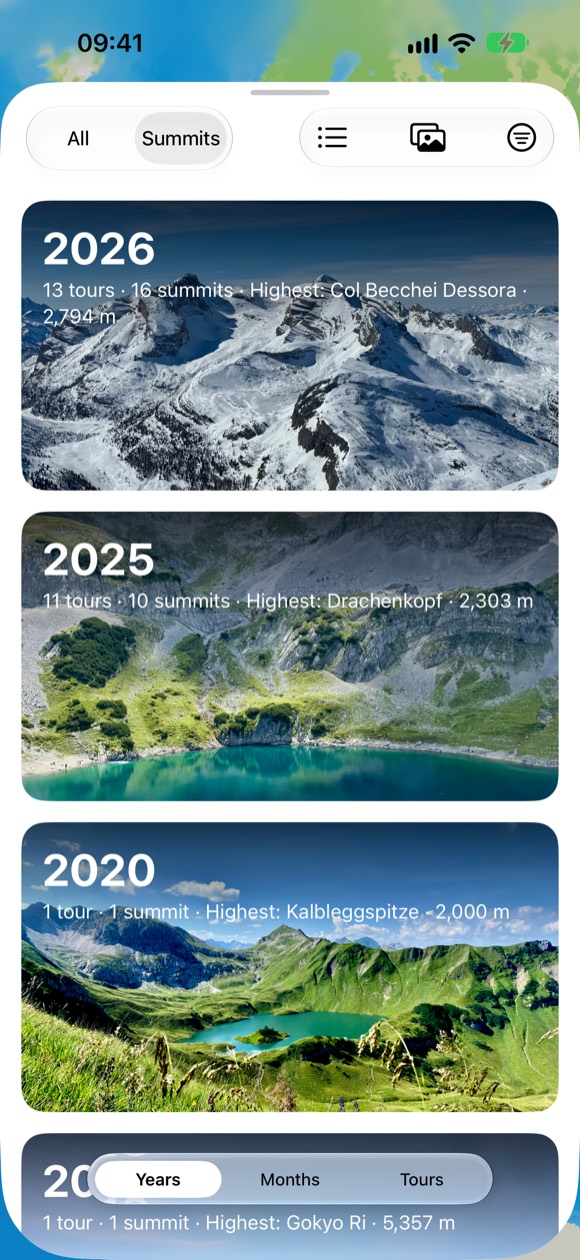 09:41
All
Summits
2026
13 tours · 16 summits · Highest: Col Becchei Dessora ·
2,794 m
2025
11 tours · 10 summits · Highest: Drachenkopf · 2,303 m
2020
1 tour · 1 summit · Highest: Kalbleggspitze · 2,000 m
Years
Months
Tours
1 tour · 1 summit · Highest: Gokyo Ri · 5,357 m